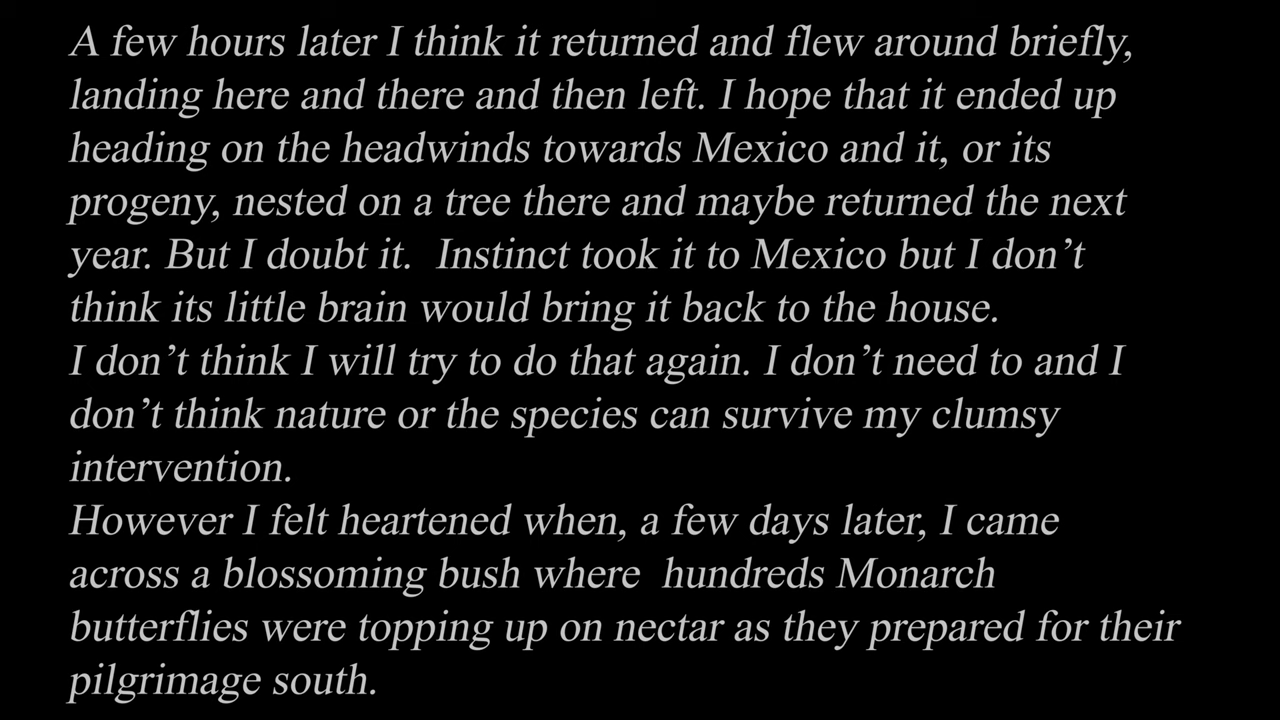 A few hours later I think it returned and flew around briefly,
landing here and there and then left. I hope that it ended up
heading on the headwinds towards Mexico and it, or its
progeny, nested on a tree there and maybe returned the next
year. But I doubt it.  Instinct took it to Mexico but I don’t
think its little brain would bring it back to the house.
I don’t think I will try to do that again. I don’t need to and I
don’t think nature or the species can survive my clumsy
intervention.
However I felt heartened when, a few days later, I came
across a blossoming bush where  hundreds Monarch
butterflies were topping up on nectar as they prepared for their
pilgrimage south.